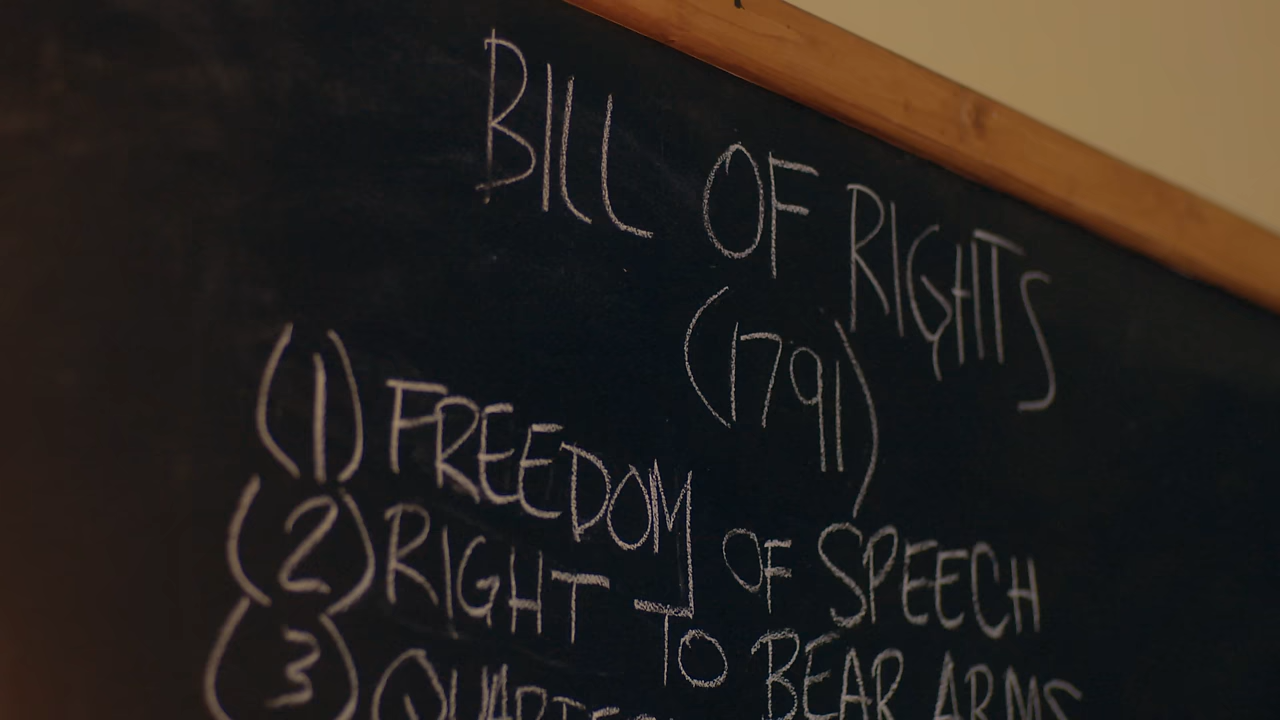 BILL OF RIGHTS
(1791)
(1) FREEDOM OF SPEECH
(2) RIGHT TO BEAR ARMS
(3)